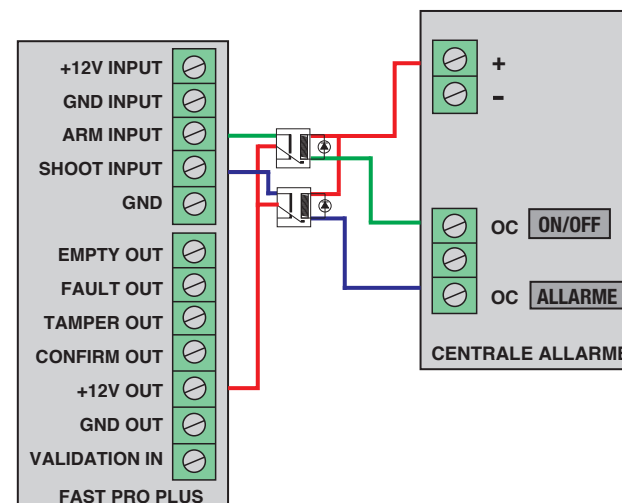 +12V INPUT
GND INPUT
ARM INPUT
SHOOT INPUT
GND
EMPTY OUT
FAULT OUT
TAMPER OUT
CONFIRM OUT
+12V OUT
GND OUT
VALIDATION IN
FAST PRO PLUS
+
-
OC ON/OFF
OC ALLARME
CENTRALE ALLARME